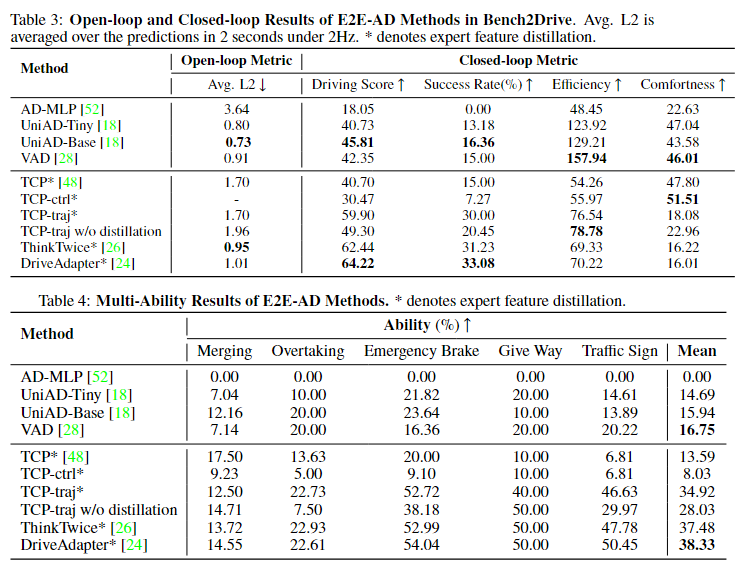 Table 3: Open-loop and Closed-loop Results of E2E-AD Methods in Bench2Drive. Avg. L2 is
averaged over the predictions in 2 seconds under 2Hz. * denotes expert feature distillation.
Method Open-loop Metric Closed-loop Metric
Avg. L2 ↓ Driving Score ↑ Success Rate(%) ↑ Efficiency ↑ Comfortness ↑
AD-MLP [52] 3.64 18.05 0.00 48.45 22.63
UniAD-Tiny [18] 0.80 40.73 13.18 123.92 47.04
UniAD-Base [18] 0.73 45.81 16.36 129.21 43.58
VAD [28] 0.91 42.35 15.00 157.94 46.01
TCP* [48] 1.70 40.70 15.00 54.26 47.80
TCP-ctrl* - 30.47 7.27 55.97 51.51
TCP-traj* 1.70 59.90 30.00 76.54 18.08
TCP-traj w/o distillation 1.96 49.30 20.45 78.78 22.96
ThinkTwice* [26] 0.95 62.44 31.23 69.33 16.22
DriveAdapter* [24] 1.01 64.22 33.08 70.22 16.01
Table 4: Multi-Ability Results of E2E-AD Methods. * denotes expert feature distillation.
Method Ability (%) ↑
Merging Overtaking Emergency Brake Give Way Traffic Sign Mean
AD-MLP [52] 0.00 0.00 0.00 0.00 0.00 0.00
UniAD-Tiny [18] 7.04 10.00 21.82 20.00 14.61 14.69
UniAD-Base [18] 12.16 20.00 23.64 10.00 13.89 15.94
VAD [28] 7.14 20.00 16.36 20.00 20.22 16.75
TCP* [48] 17.50 13.63 20.00 10.00 6.81 13.59
TCP-ctrl* 9.23 5.00 9.10 10.00 6.81 8.03
TCP-traj* 12.50 22.73 52.72 40.00 46.63 34.92
TCP-traj w/o distillation 14.71 7.50 38.18 50.00 29.97 28.03
ThinkTwice* [26] 13.72 22.93 52.99 50.00 47.78 37.48
DriveAdapter* [24] 14.55 22.61 54.04 50.00 50.45 38.33